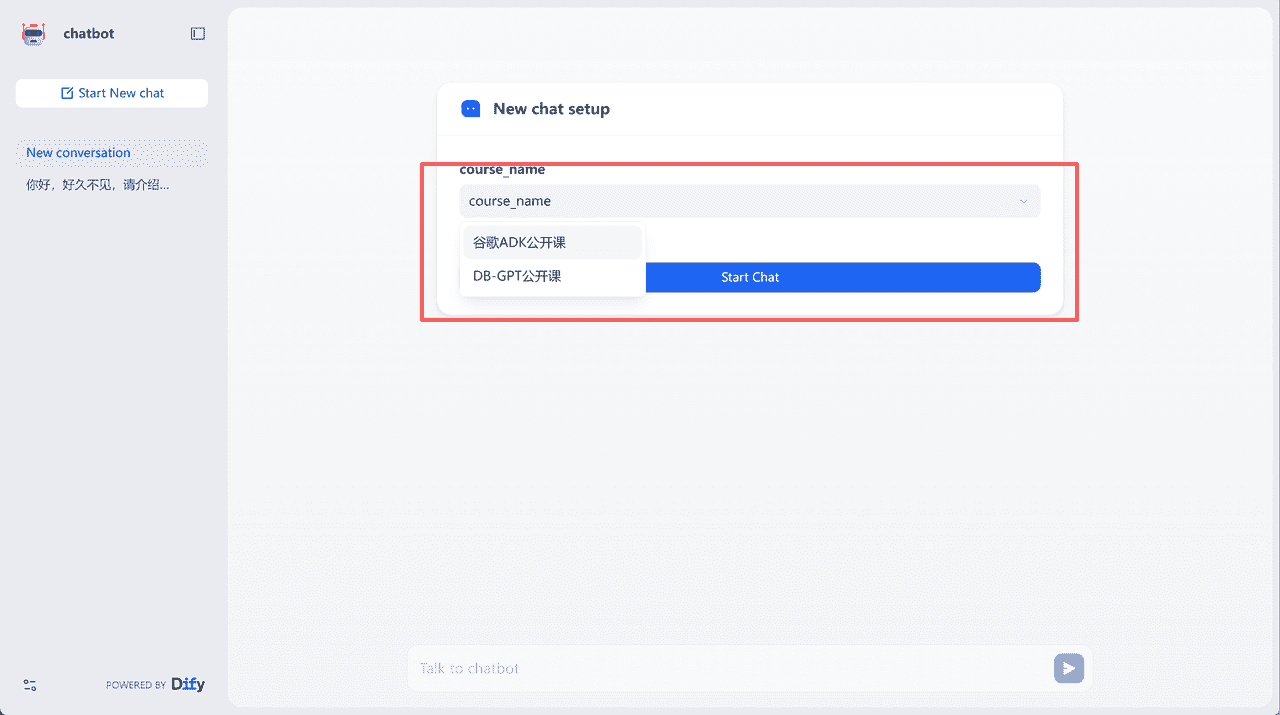 chatbot
Start New chat
New conversation
你好，好久不见，请介绍...
POWERED BY Dify
New chat setup
course_name
course_name
谷歌ADK公开课
DB-GPT公开课
Start Chat
Talk to chatbot